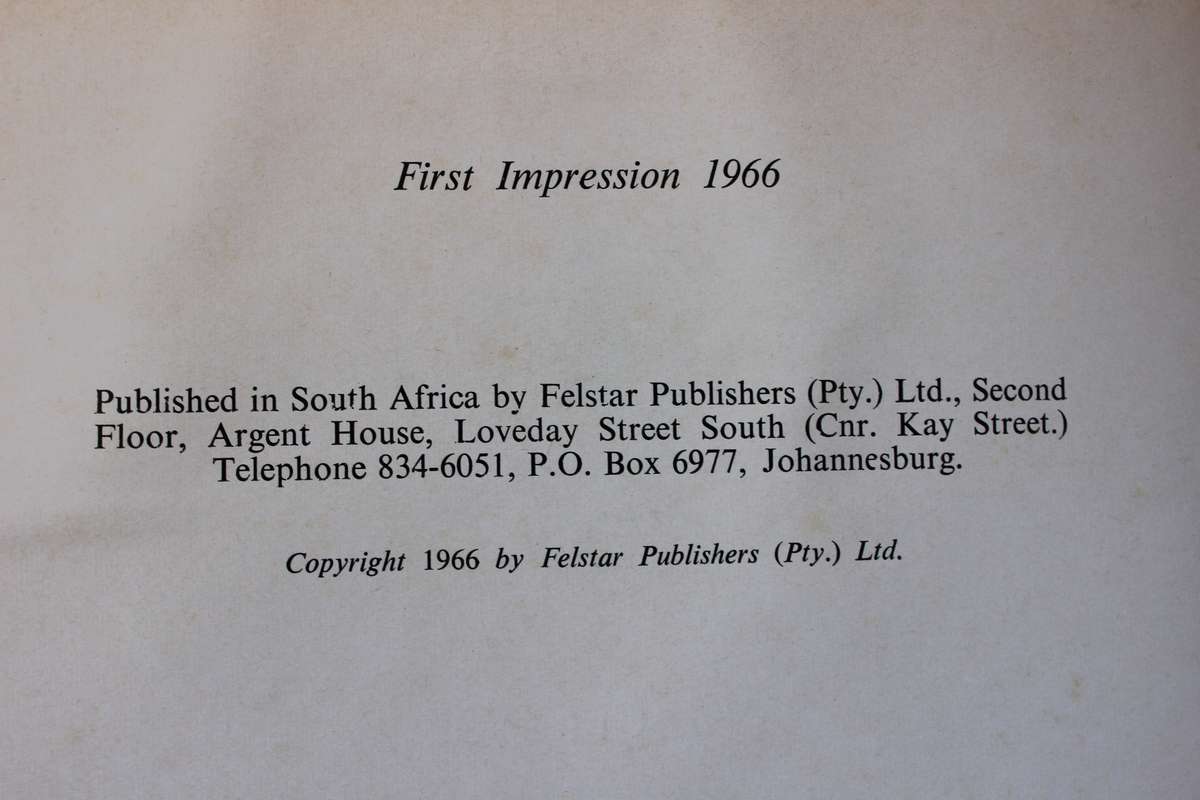 First Impression 1966
Published in South Africa by Felstar Publishers (Pty.) Ltd., Second
Floor, Argent House, Loveday Street South (Cnr. Kay Street.)
Telephone 834-6051, P.O. Box 6977, Johannesburg.
Copyright 1966 by Felstar Publishers (Pty.) Ltd.